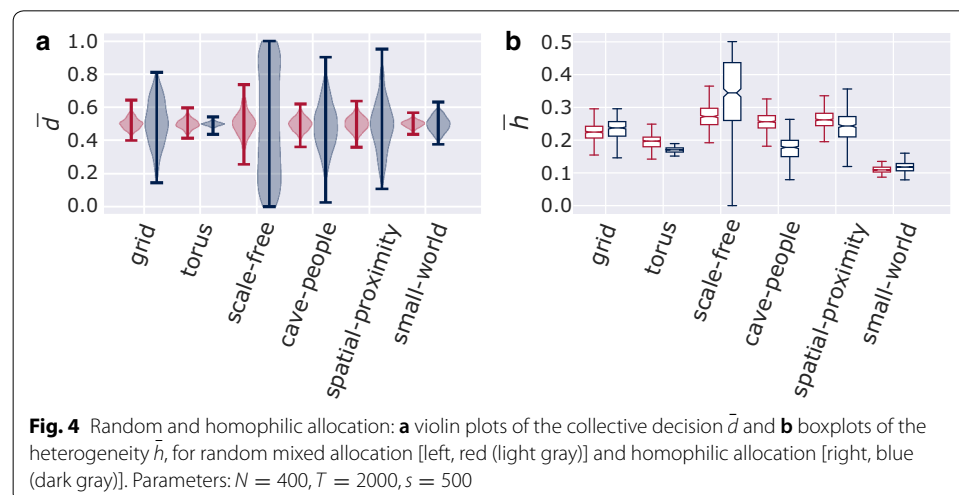 a
b
1.0
0.8
0.6
0.4
0.2
0.0
d̅
grid
torus
scale-free
cave-people
spatial-proximity
small-world
0.5
0.4
0.3
0.2
0.1
0.0
h̅
grid
torus
scale-free
cave-people
spatial-proximity
small-world
Fig. 4 Random and homophilic allocation: a violin plots of the collective decision d̅ and b boxplots of the
heterogeneity h̅, for random mixed allocation [left, red (light gray)] and homophilic allocation [right, blue
(dark gray)]. Parameters: N = 400, T = 2000, s = 500